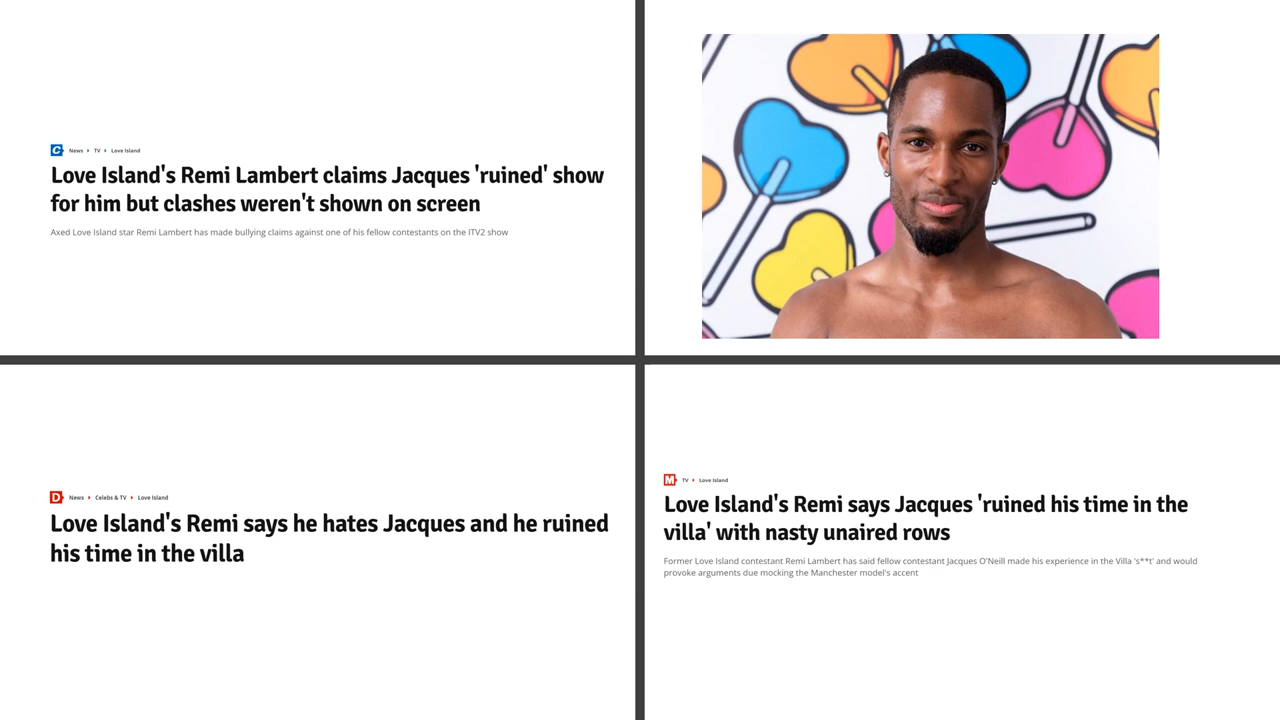 C News TV Love Island
Love Island's Remi Lambert claims Jacques 'ruined' show
for him but clashes weren't shown on screen
Axed Love Island star Remi Lambert has made bullying claims against one of his fellow contestants on the ITV2 show
D News Celebs & TV Love Island
Love Island's Remi says he hates Jacques and he ruined
his time in the villa
M TV Love Island
Love Island's Remi says Jacques 'ruined his time in the
villa' with nasty unaired rows
Former Love Island contestant Remi Lambert has said fellow contestant Jacques O'Neill made his experience in the Villa 's**t' and would
provoke arguments due mocking the Manchester model's accent